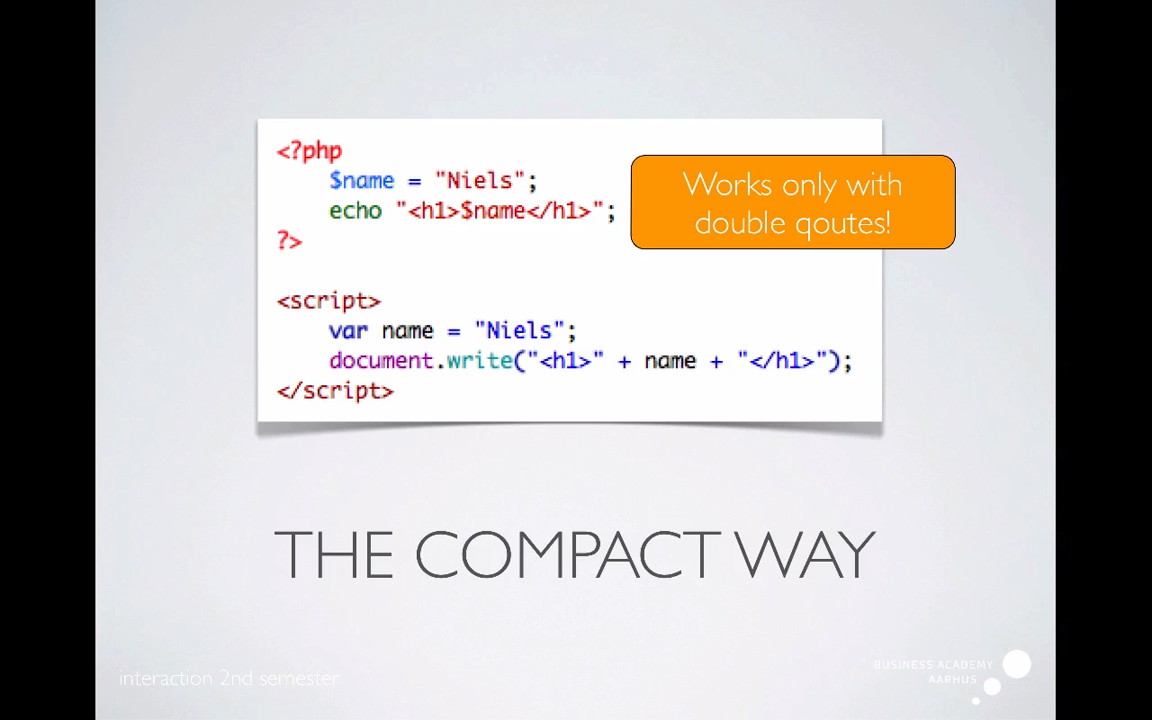 <?php
$name = "Niels";
echo "<h1>$name</h1>";
?>
Works only with
double qoutes!
<script>
var name = "Niels";
document.write("<h1>" + name + "</h1>");
</script>
THE COMPACT WAY
interaction 2nd semester
BUSINESS ACADEMY
AARHUS